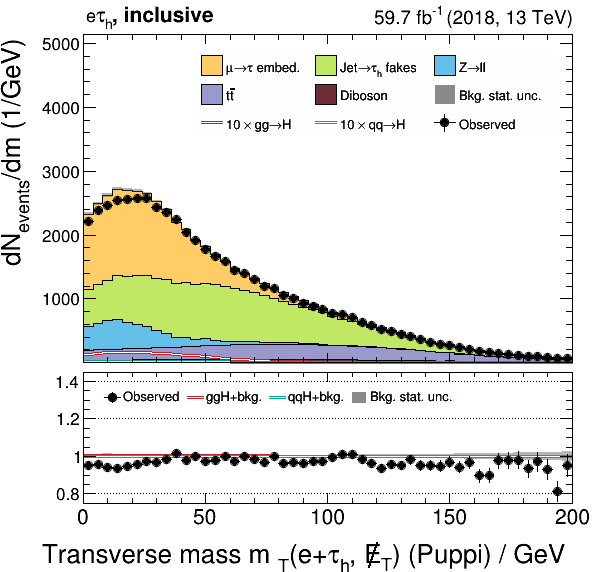 eτh, inclusive 59.7 fb⁻¹ (2018, 13 TeV)
5000
4000
3000
2000
1000
dNevents/dm (1/GeV)
μ→τ embed. Jet→τh fakes Z→ll
tt̄ Diboson Bkg. stat. unc.
10 × gg→H 10 × qq→H Observed
1.4
1.2
1
0.8
Observed ggH+bkg. qqH+bkg. Bkg. stat. unc.
0 50 100 150 200
Transverse mass m T(e+τh, E̸T) (Puppi) / GeV